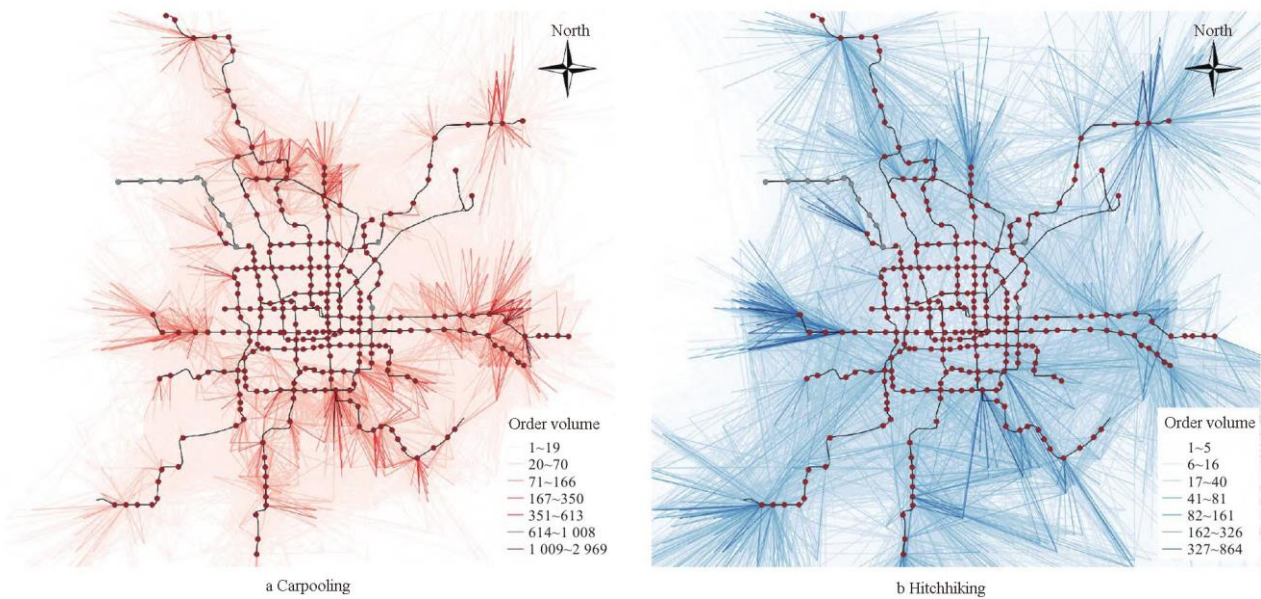 North
Order volume
1~19
20~70
71~166
167~350
351~613
614~1 008
1 009~2 969
a Carpooling
North
Order volume
1~5
6~16
17~40
41~81
82~161
162~326
327~864
b Hitchhiking